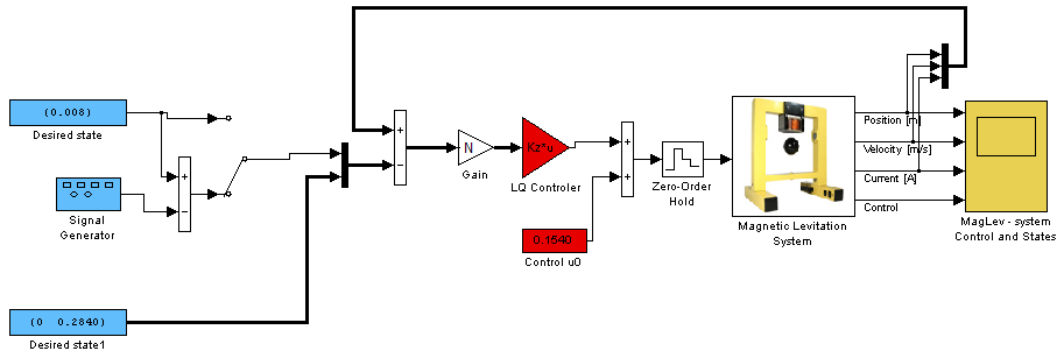 (0.008)
Desired state
Signal
Generator
+
-
(0 0.2840)
Desired state1
+
-
N
Gain
Kz*u
LQ Controler
0.1540
Control u0
+
+
Zero-Order
Hold
Magnetic Levitation
System
Position [m]
Velocity [m/s]
Current [A]
Control
MagLev - system
Control and States